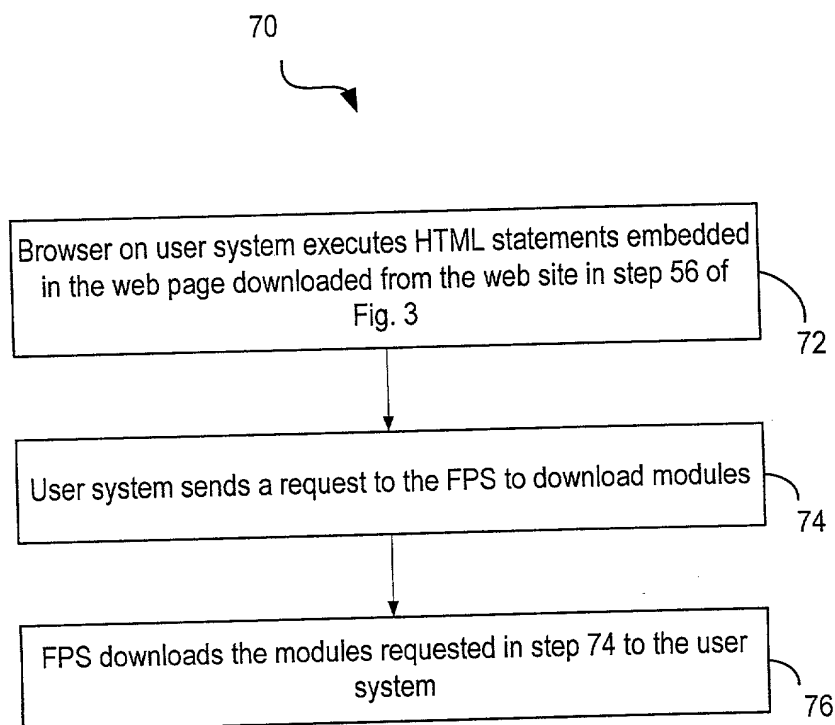 70
Browser on user system executes HTML statements embedded
in the web page downloaded from the web site in step 56 of
Fig. 3
72
User system sends a request to the FPS to download modules
74
FPS downloads the modules requested in step 74 to the user
system
76